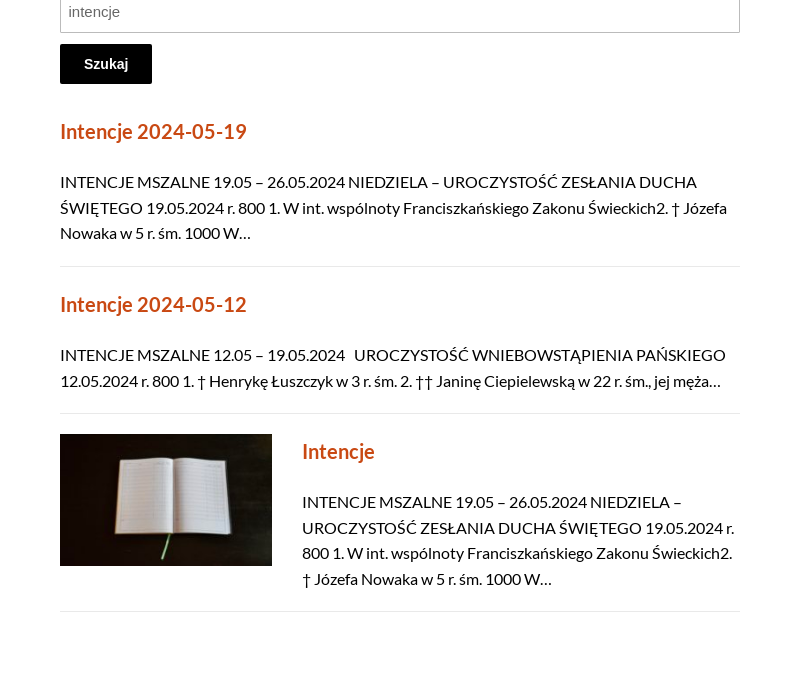 intencje
Szukaj
Intencje 2024-05-19
INTENCJE MSZALNE 19.05 – 26.05.2024 NIEDZIELA – UROCZYSTOŚĆ ZESŁANIA DUCHA
ŚWIĘTEGO 19.05.2024 r. 800 1. W int. wspólnoty Franciszkańskiego Zakonu Świeckich2. † Józefa
Nowaka w 5 r. śm. 1000 W…
Intencje 2024-05-12
INTENCJE MSZALNE 12.05 – 19.05.2024   UROCZYSTOŚĆ WNIEBOWSTĄPIENIA PAŃSKIEGO
12.05.2024 r. 800 1. † Henrykę Łuszczyk w 3 r. śm. 2. †† Janinę Ciepielewską w 22 r. śm., jej męża…
Intencje
INTENCJE MSZALNE 19.05 – 26.05.2024 NIEDZIELA –
UROCZYSTOŚĆ ZESŁANIA DUCHA ŚWIĘTEGO 19.05.2024 r.
800 1. W int. wspólnoty Franciszkańskiego Zakonu Świeckich2.
† Józefa Nowaka w 5 r. śm. 1000 W…